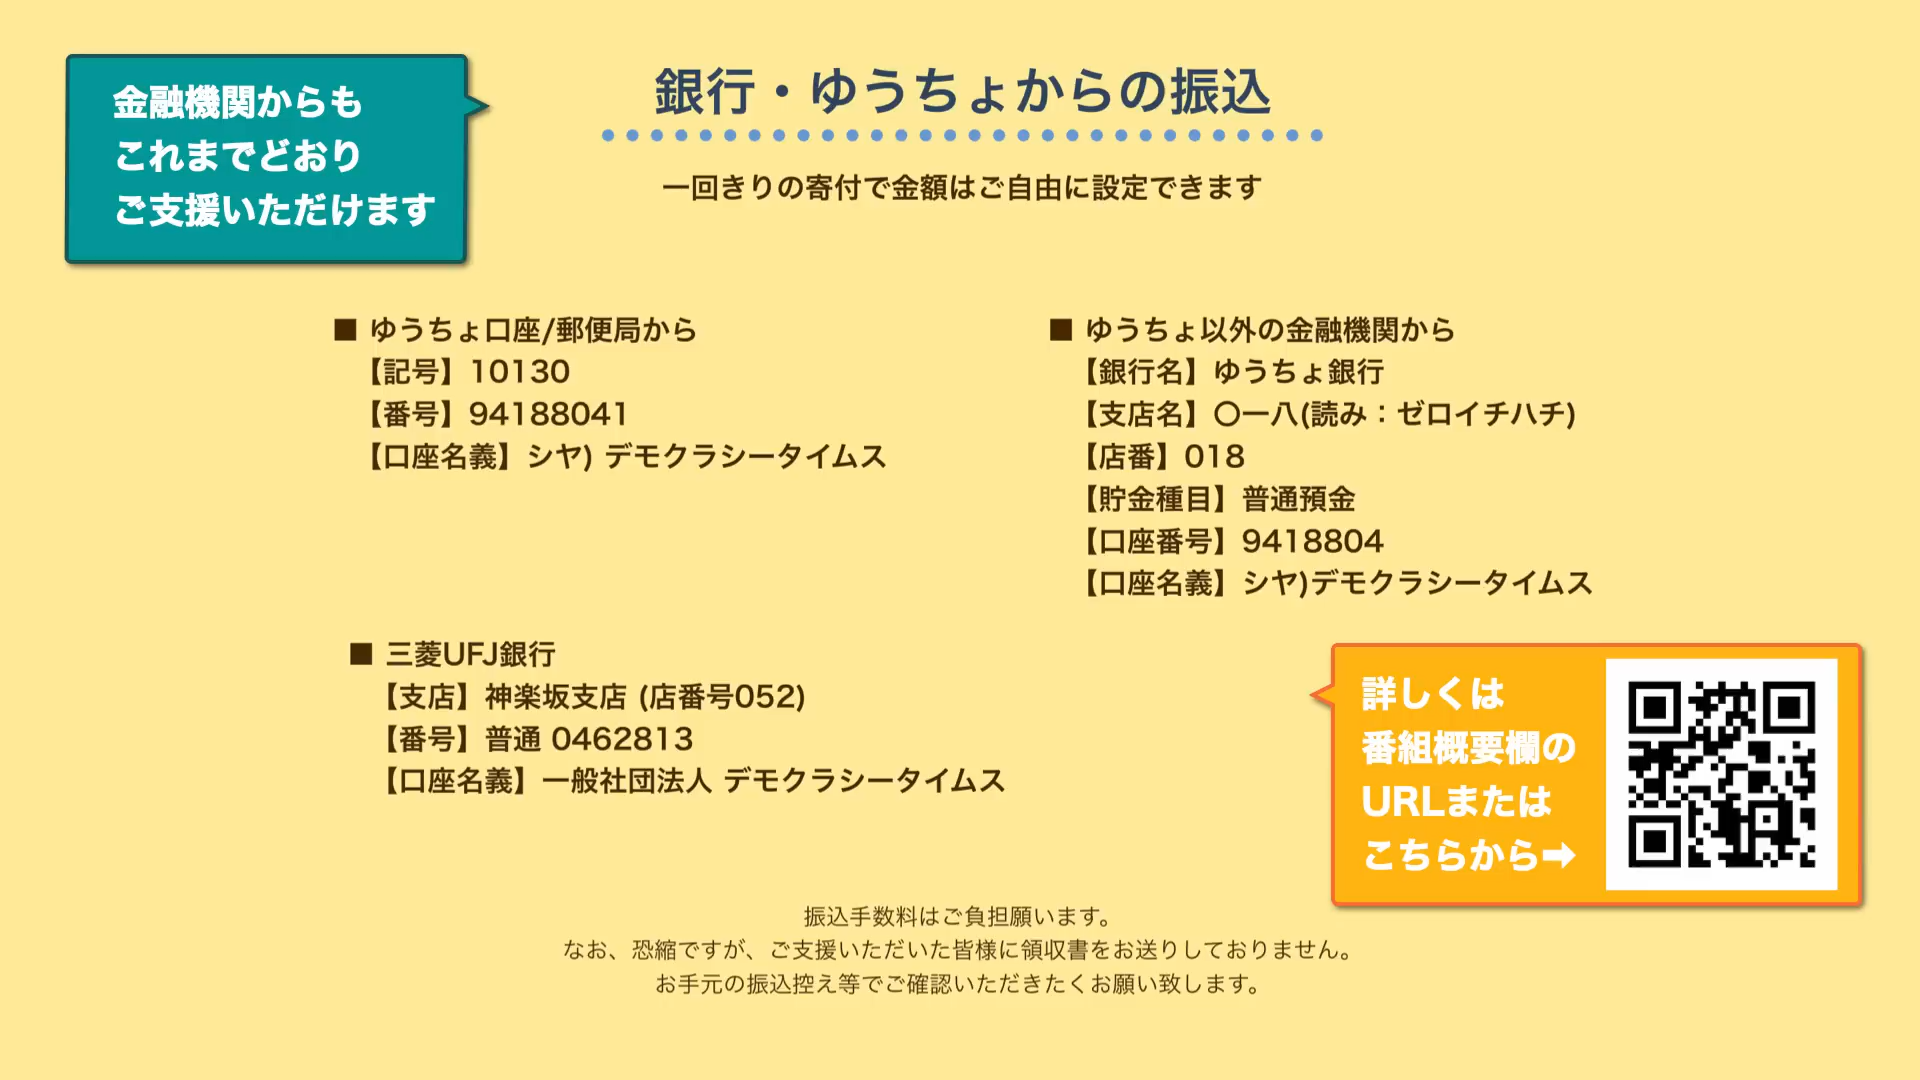 金融機関からも
これまでどおり
ご支援いただけます
銀行・ゆうちょからの振込
一回きりの寄付で金額はご自由に設定できます
■ ゆうちょ口座/郵便局から
【記号】10130
【番号】94188041
【口座名義】シヤ) デモクラシータイムス
■ ゆうちょ以外の金融機関から
【銀行名】ゆうちょ銀行
【支店名】〇一八(読み：ゼロイチハチ)
【店番】018
【貯金種目】普通預金
【口座番号】9418804
【口座名義】シヤ)デモクラシータイムス
■ 三菱UFJ銀行
【支店】神楽坂支店 (店番号052)
【番号】普通 0462813
【口座名義】一般社団法人 デモクラシータイムス
詳しくは
番組概要欄の
URLまたは
こちらから➡
振込手数料はご負担願います。
なお、恐縮ですが、ご支援いただいた皆様に領収書をお送りしておりません。
お手元の振込控え等でご確認いただきたくお願い致します。